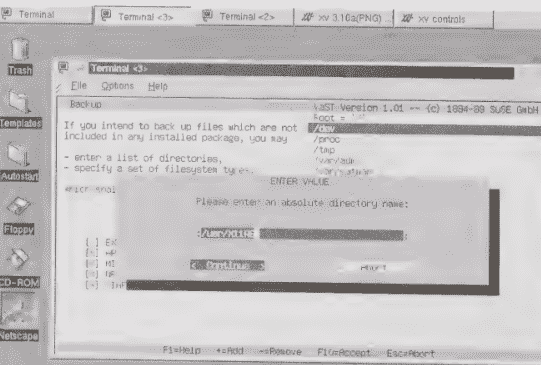 Terminal
Terminal <3>
Terminal <2>
xv 3.10a(PNG) ...
xv controls
Trash
Templates
Autostart
Floppy
CD-ROM
Netscape
Terminal <3>
File Options Help
Backup
YaST Version 1.01 -- (c) 1994-99 SuSE GmbH
If you intend to back up files which are not
included in any installed package, you may
- enter a list of directories,
- specify a set of filesystem
Root =
/dev
/proc
/tmp
/var/adm
ENTER VALUE
Please enter an absolute directory name:
:/usr/X11R6
< Continue >
Abort
F1=Help +=Add -=Remove F10=Accept Esc=Abort